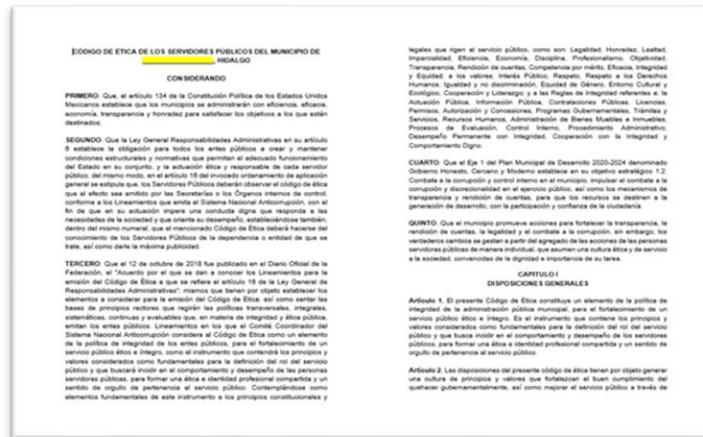 CÓDIGO DE ÉTICA DE LOS SERVIDORES PÚBLICOS DEL MUNICIPIO DE
, HIDALGO
CONSIDERANDO
PRIMERO. Que, el artículo 134 de la Constitución Política de los Estados Unidos
Mexicanos establece que los municipios se administrarán con eficiencia, eficacia,
economía, transparencia y honradez para satisfacer los objetivos a los que están
destinados;
SEGUNDO. Que la Ley General Responsabilidades Administrativas en su artículo
6 establece la obligación para todos los entes públicos a crear y mantener
condiciones estructurales y normativas que permitan el adecuado funcionamiento
del Estado en su conjunto, y la actuación ética y responsable de cada servidor
público; del mismo modo, en el artículo 16 del invocado ordenamiento de aplicación
general se estipula que, los Servidores Públicos deberán observar el código de ética
que al efecto sea emitido por las Secretarías o los Órganos internos de control,
conforme a los Lineamientos que emita el Sistema Nacional Anticorrupción, con el
fin de que en su actuación impere una conducta digna que responda a las
necesidades de la sociedad y que oriente su desempeño, estableciéndose también,
dentro del mismo numeral, que el mencionado Código de Ética deberá hacerse del
conocimiento de los Servidores Públicos de la dependencia o entidad de que se
trate, así como darle la máxima publicidad.
TERCERO. Que el 12 de octubre de 2018 fue publicado en el Diario Oficial de la
Federación, el "Acuerdo por el que se dan a conocer los Lineamientos para la
emisión del Código de Ética a que se refiere el artículo 16 de la Ley General de
Responsabilidades Administrativas"; mismos que tienen por objeto establecer los
elementos a considerar para la emisión del Código de Ética; así como sentar las
bases de principios rectores que regirán las políticas transversales, integrales,
sistemáticas, continuas y evaluables que, en materia de integridad y ética pública,
emitan los entes públicos. Lineamientos en los que el Comité Coordinador del
Sistema Nacional Anticorrupción considera al Código de Ética como un elemento
de la política de integridad de los entes públicos, para el fortalecimiento de un
servicio público ético e íntegro, como el instrumento que contendrá los principios y
valores considerados como fundamentales para la definición del rol del servicio
público y que buscará incidir en el comportamiento y desempeño de las personas
servidoras públicas, para formar una ética e identidad profesional compartida y un
sentido de orgullo de pertenencia al servicio público. Contemplándose como
elementos fundamentales de este instrumento a los principios constitucionales y
legales que rigen al servicio público, como son: Legalidad, Honradez, Lealtad,
Imparcialidad, Eficiencia, Economía, Disciplina, Profesionalismo, Objetividad,
Transparencia, Rendición de cuentas, Competencia por mérito, Eficacia, Integridad
y Equidad; a los valores: Interés Público, Respeto, Respeto a los Derechos
Humanos, Igualdad y no discriminación, Equidad de Género, Entorno Cultural y
Ecológico, Cooperación y Liderazgo; y a las Reglas de Integridad referentes a la
Actuación Pública, Información Pública, Contrataciones Públicas, Licencias,
Permisos, Autorización y Concesiones, Programas Gubernamentales, Trámites y
Servicios, Recursos Humanos, Administración de Bienes Muebles e Inmuebles,
Procesos de Evaluación, Control Interno, Procedimiento Administrativo,
Desempeño Permanente con Integridad, Cooperación con la Integridad y
Comportamiento Digno.
CUARTO. Que el Eje 1 del Plan Municipal de Desarrollo 2020-2024 denominado
Gobierno Honesto, Cercano y Moderno establece en su objetivo estratégico 1.2.
Combate a la corrupción y control interno en el municipio, impulsar el combate a la
corrupción y discrecionalidad en el ejercicio público, así como los mecanismos de
transparencia y rendición de cuentas, para que los recursos se destinen a la
generación de desarrollo, con la participación y confianza de la ciudadanía.
QUINTO. Que el municipio promueve acciones para fortalecer la transparencia, la
rendición de cuentas, la legalidad y el combate a la corrupción, sin embargo, los
verdaderos cambios se gestan a partir del agregado de las acciones de las personas
servidoras públicas de manera individual, que asumen una cultura ética y de servicio
a la sociedad, convencidas de la dignidad e importancia de su tarea.
CAPITULO I
DISPOSICIONES GENERALES
Artículo 1. El presente Código de Ética constituye un elemento de la política de
integridad de la administración pública municipal, para el fortalecimiento de un
servicio público ético e íntegro. Es el instrumento que contiene los principios y
valores considerados como fundamentales para la definición del rol del servicio
público y que busca incidir en el comportamiento y desempeño de los servidores
públicos, para formar una ética e identidad profesional compartida y un sentido de
orgullo de pertenencia al servicio público.
Artículo 2. Las disposiciones del presente código de ética tienen por objeto generar
una cultura de principios y valores que fortalezcan el buen cumplimiento del
quehacer gubernamentalmente, así como mejorar el servicio público a través de